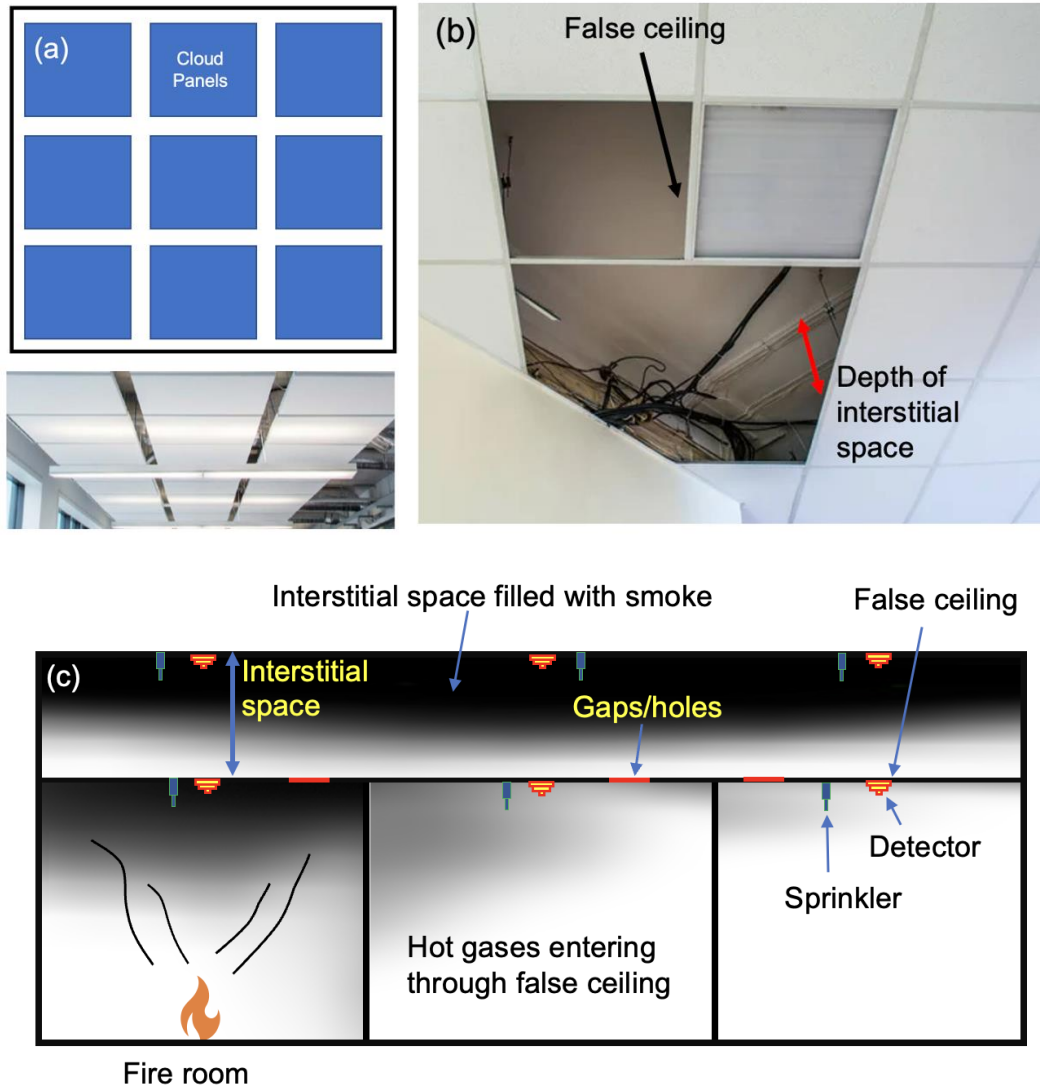 (a)
Cloud
Panels
(b)
False ceiling
Depth of
interstitial
space
Interstitial space filled with smoke
False ceiling
(c)
Interstitial
space
Gaps/holes
Detector
Sprinkler
Hot gases entering
through false ceiling
Fire room